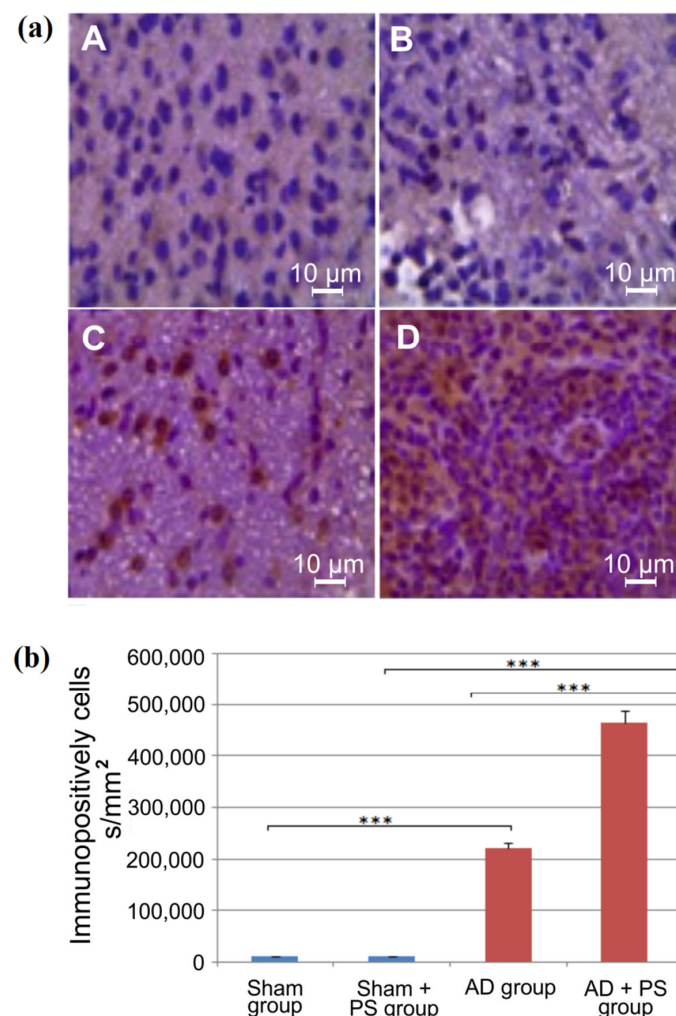 (a)
A
B
10 µm
10 µm
C
D
10 µm
10 µm
(b)
Immunopositively cells
s/mm²
600,000
500,000
400,000
300,000
200,000
100,000
0
***
***
***
Sham
group
Sham +
PS group
AD group
AD + PS
group